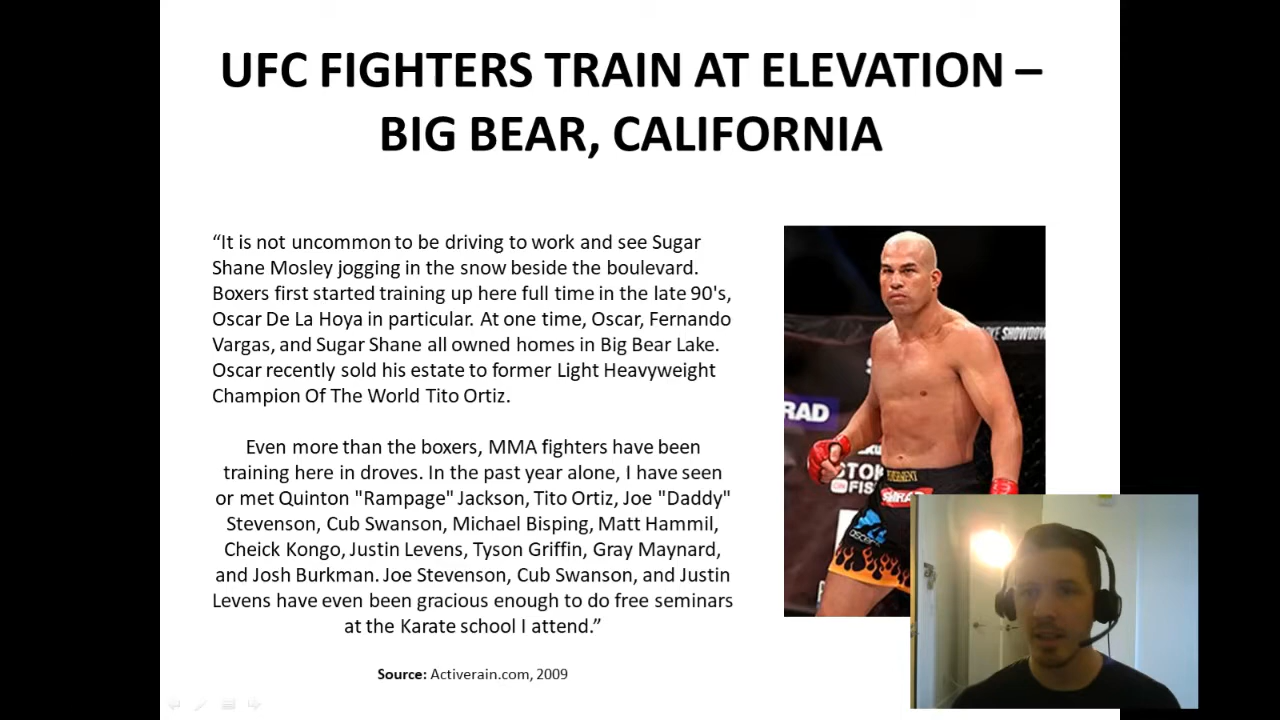 UFC FIGHTERS TRAIN AT ELEVATION –
BIG BEAR, CALIFORNIA
“It is not uncommon to be driving to work and see Sugar
Shane Mosley jogging in the snow beside the boulevard.
Boxers first started training up here full time in the late 90's,
Oscar De La Hoya in particular. At one time, Oscar, Fernando
Vargas, and Sugar Shane all owned homes in Big Bear Lake.
Oscar recently sold his estate to former Light Heavyweight
Champion Of The World Tito Ortiz.
Even more than the boxers, MMA fighters have been
training here in droves. In the past year alone, I have seen
or met Quinton "Rampage" Jackson, Tito Ortiz, Joe "Daddy"
Stevenson, Cub Swanson, Michael Bisping, Matt Hammil,
Cheick Kongo, Justin Levens, Tyson Griffin, Gray Maynard,
and Josh Burkman. Joe Stevenson, Cub Swanson, and Justin
Levens have even been gracious enough to do free seminars
at the Karate school I attend.”
Source: Activerain.com, 2009
SHOWDOWN
RAD